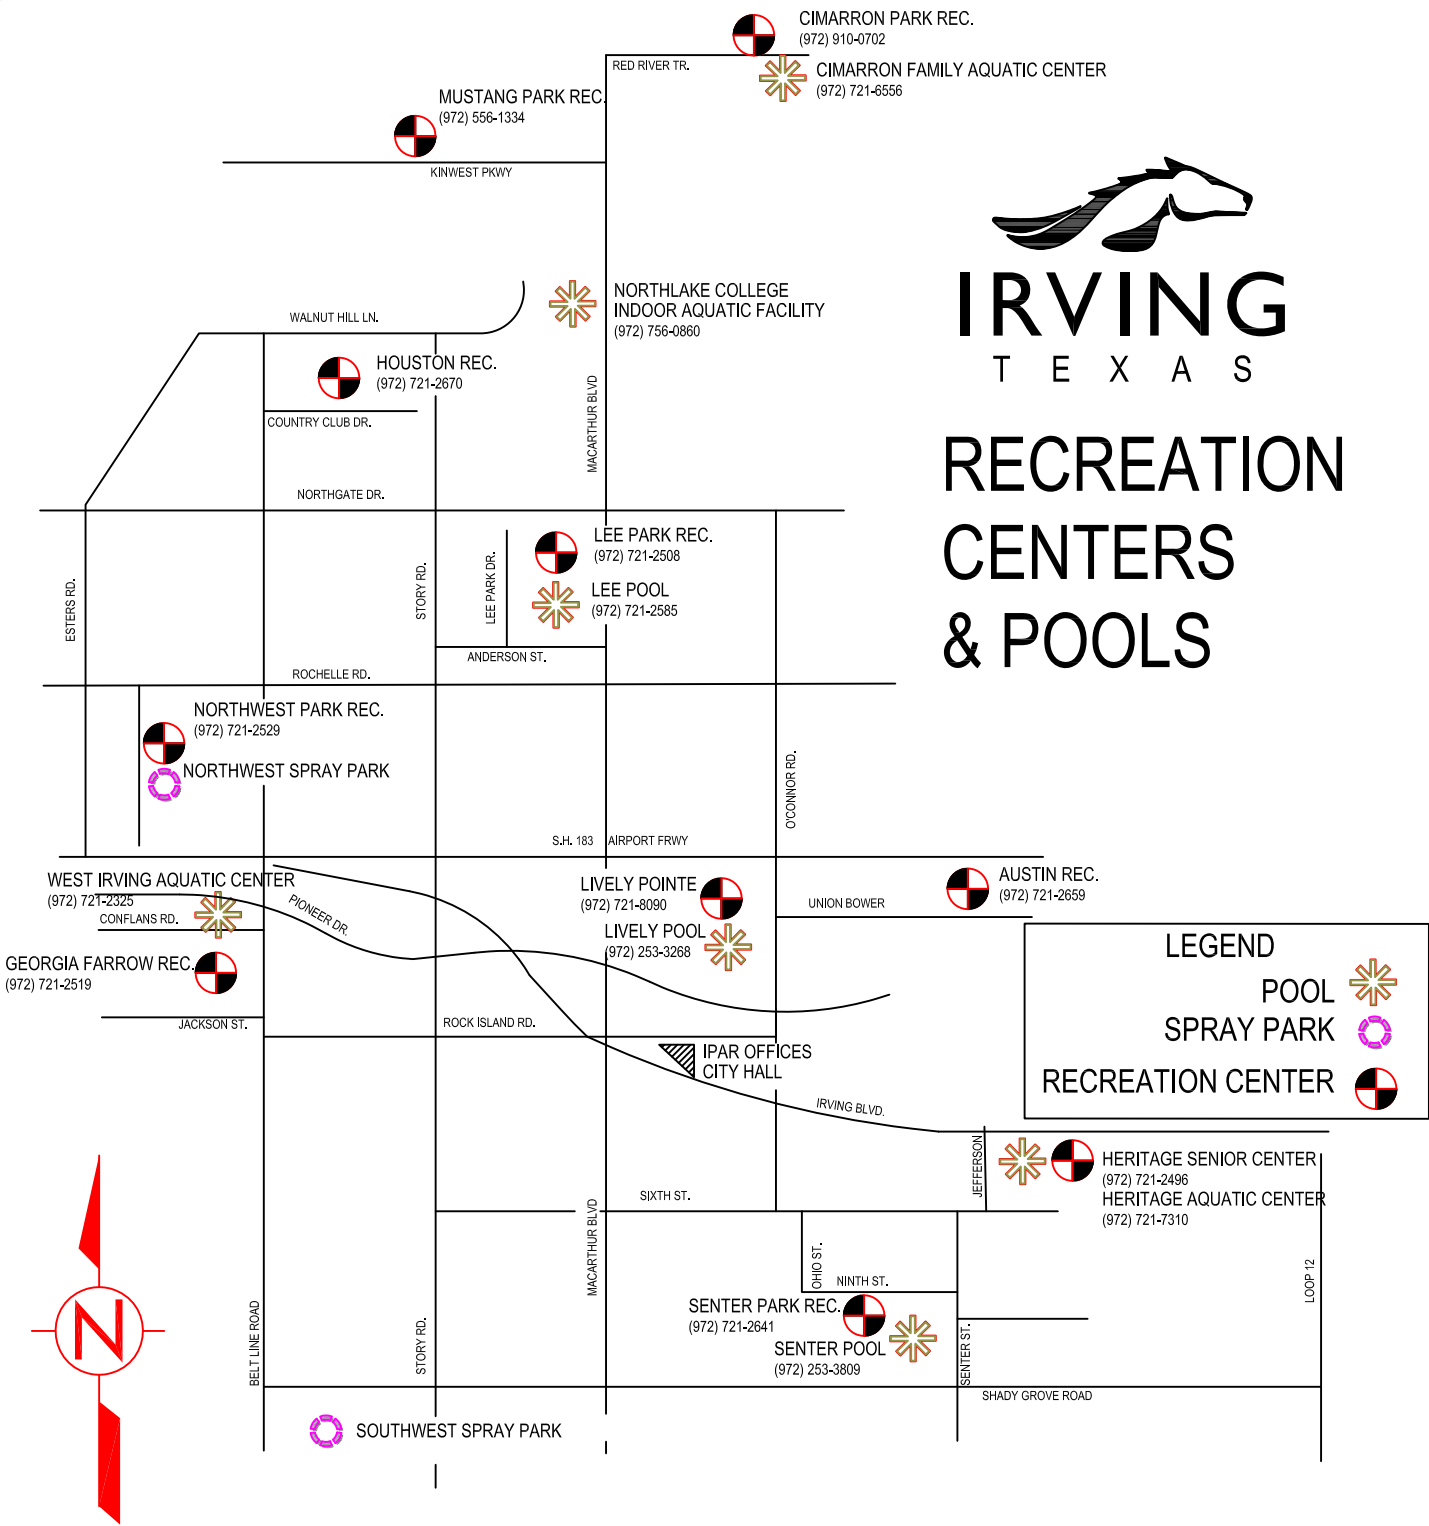 CIMARRON PARK REC.
(972) 910-0702
RED RIVER TR.
CIMARRON FAMILY AQUATIC CENTER
(972) 721-6556
MUSTANG PARK REC.
(972) 556-1334
KINWEST PKWY
IRVING
TEXAS
RECREATION
CENTERS
& POOLS
NORTHLAKE COLLEGE
INDOOR AQUATIC FACILITY
(972) 756-0860
WALNUT HILL LN.
HOUSTON REC.
(972) 721-2670
COUNTRY CLUB DR.
MACARTHUR BLVD
NORTHGATE DR.
LEE PARK REC.
(972) 721-2508
LEE POOL
(972) 721-2585
ESTERS RD.
STORY RD.
LEE PARK DR.
ANDERSON ST.
ROCHELLE RD.
NORTHWEST PARK REC.
(972) 721-2529
NORTHWEST SPRAY PARK
O'CONNOR RD.
S.H. 183 AIRPORT FRWY
WEST IRVING AQUATIC CENTER
(972) 721-2325
CONFLANS RD.
PIONEER DR.
LIVELY POINTE
(972) 721-8090
LIVELY POOL
(972) 253-3268
UNION BOWER
AUSTIN REC.
(972) 721-2659
GEORGIA FARROW REC.
(972) 721-2519
JACKSON ST.
ROCK ISLAND RD.
LEGEND
POOL
SPRAY PARK
RECREATION CENTER
IPAR OFFICES
CITY HALL
IRVING BLVD.
JEFFERSON
HERITAGE SENIOR CENTER
(972) 721-2496
HERITAGE AQUATIC CENTER
(972) 721-7310
SIXTH ST.
MACARTHUR BLVD
OHIO ST.
NINTH ST.
LOOP 12
SENTER PARK REC.
(972) 721-2641
SENTER POOL
(972) 253-3809
SENTER ST.
N
BELT LINE ROAD
STORY RD.
SHADY GROVE ROAD
SOUTHWEST SPRAY PARK